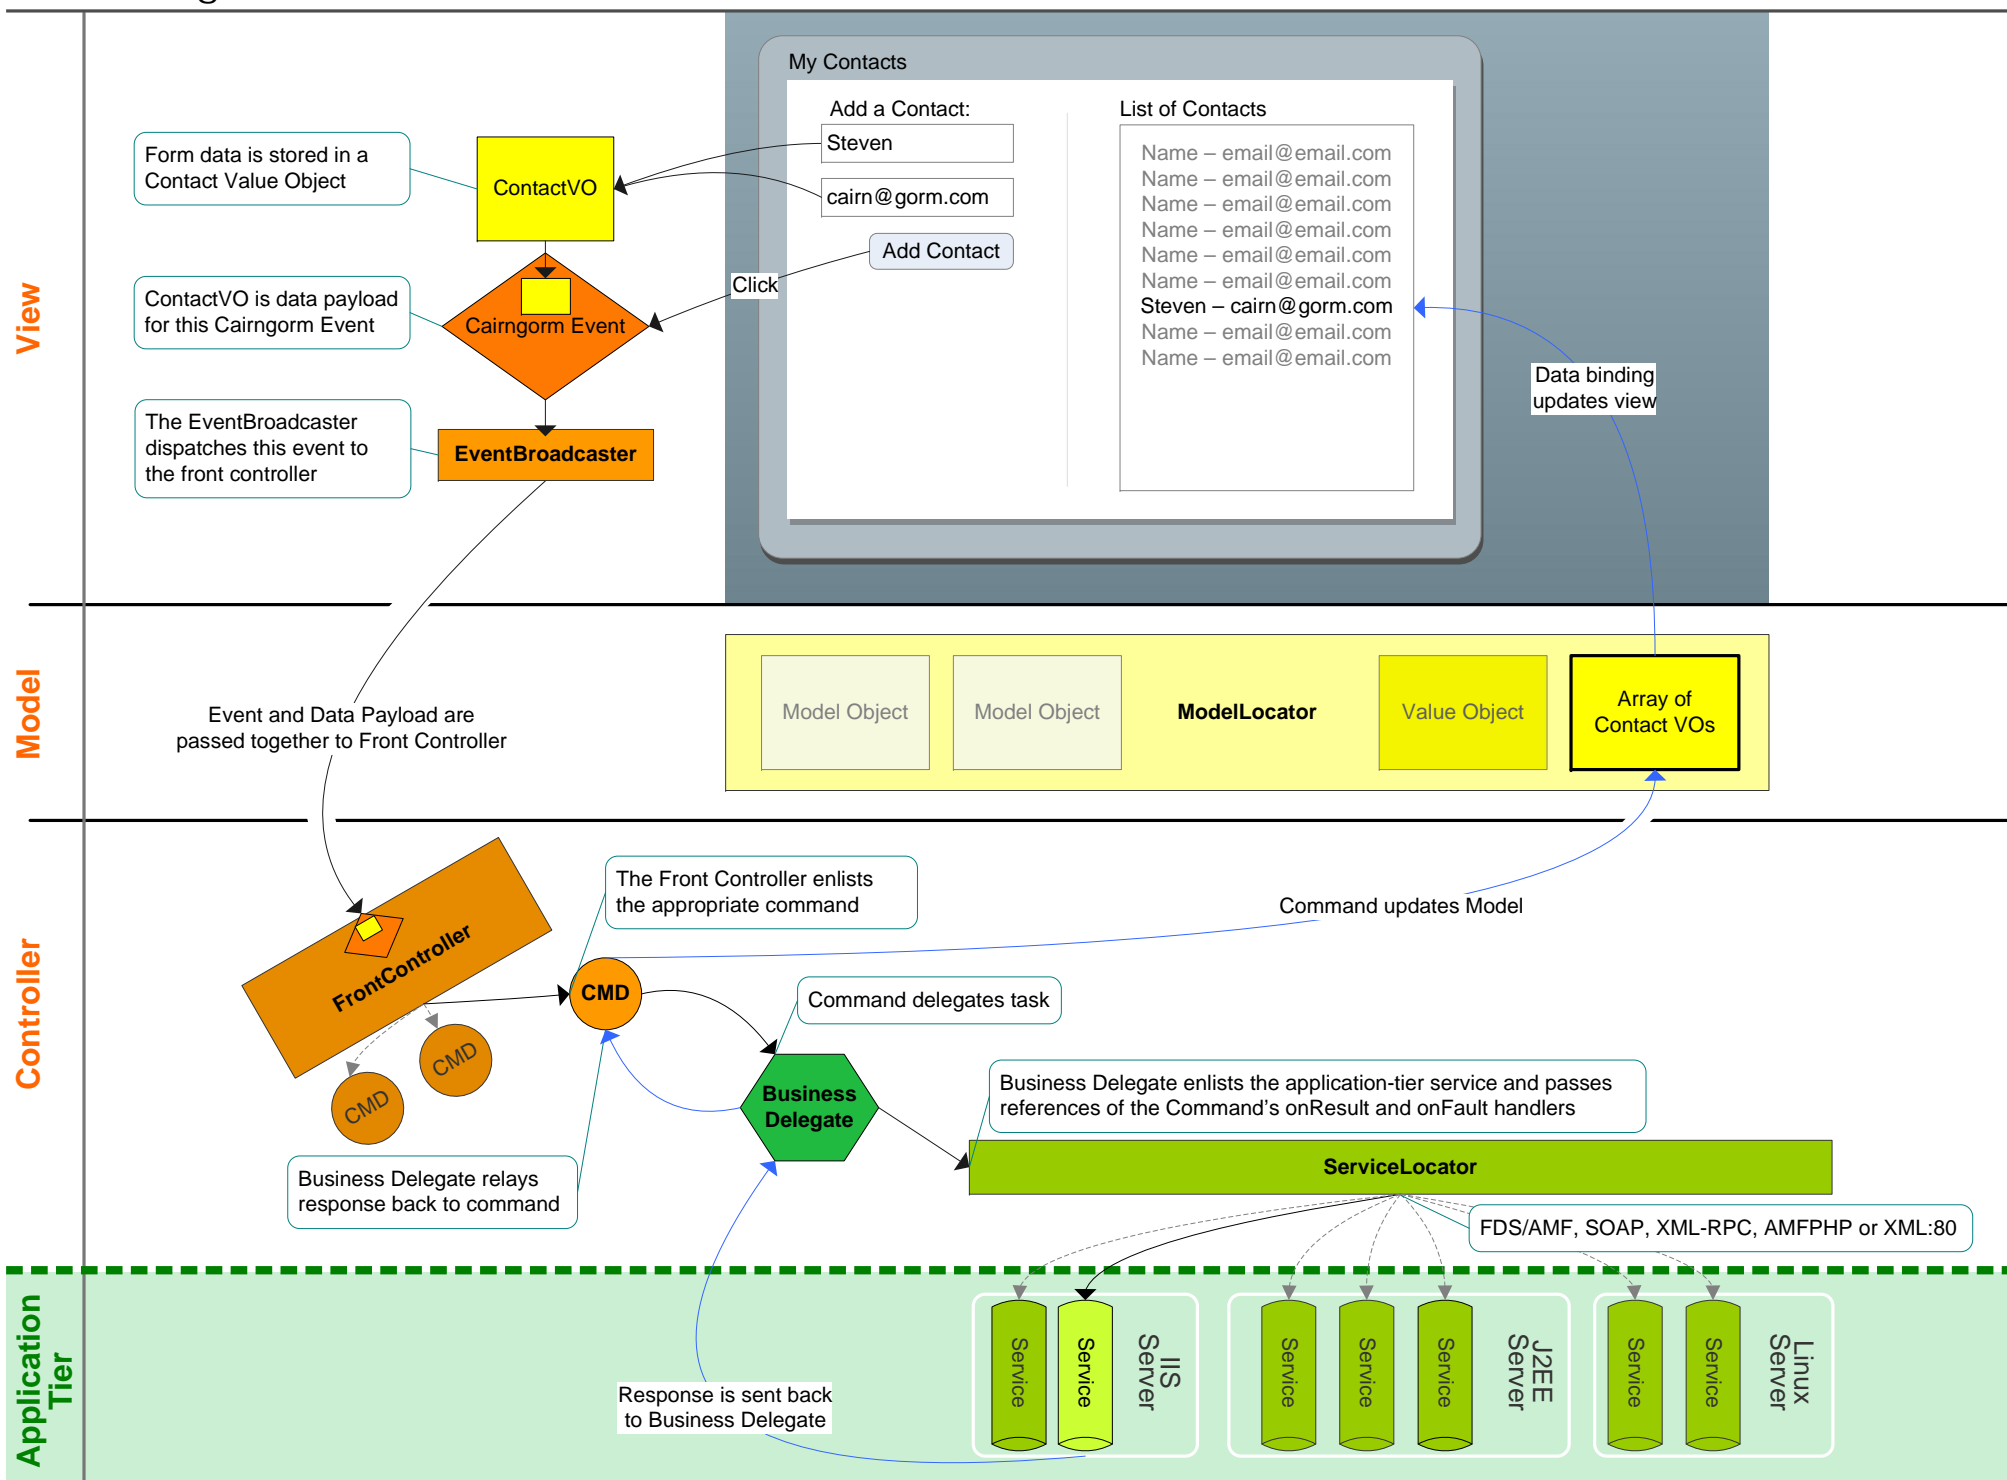 My Contacts
Add a Contact:
Steven
cairn@gorm.com
Add Contact
Click
List of Contacts
Name – email@email.com
Name – email@email.com
Name – email@email.com
Name – email@email.com
Name – email@email.com
Name – email@email.com
Steven – cairn@gorm.com
Name – email@email.com
Name – email@email.com
View
Form data is stored in a
Contact Value Object
ContactVO
ContactVO is data payload
for this Cairngorm Event
Cairngorm Event
The EventBroadcaster
dispatches this event to
the front controller
EventBroadcaster
Data binding
updates view
Model
Event and Data Payload are
passed together to Front Controller
Model Object
Model Object
ModelLocator
Value Object
Array of
Contact VOs
Controller
The Front Controller enlists
the appropriate command
Command updates Model
FrontController
CMD
CMD
CMD
Command delegates task
Business
Delegate
Business Delegate enlists the application-tier service and passes
references of the Command's onResult and onFault handlers
Business Delegate relays
response back to command
ServiceLocator
FDS/AMF, SOAP, XML-RPC, AMFPHP or XML:80
Application
Tier
Response is sent back
to Business Delegate
Service
Service
IIS
Server
Service
Service
Service
J2EE
Server
Service
Service
Linux
Server